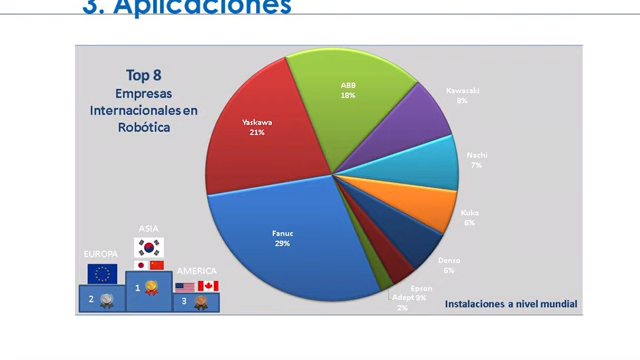 3. Aplicaciones
Top 8
Empresas
Internacionales en
Robótica
ABB
18%
Kawaraki
8%
Yaskawa
21%
Nachi
7%
Kuka
6%
Fanuc
29%
Denso
6%
Epson
3%
Adept
2%
ASIA
EUROPA
AMERICA
1
2
3
Instalaciones a nivel mundial